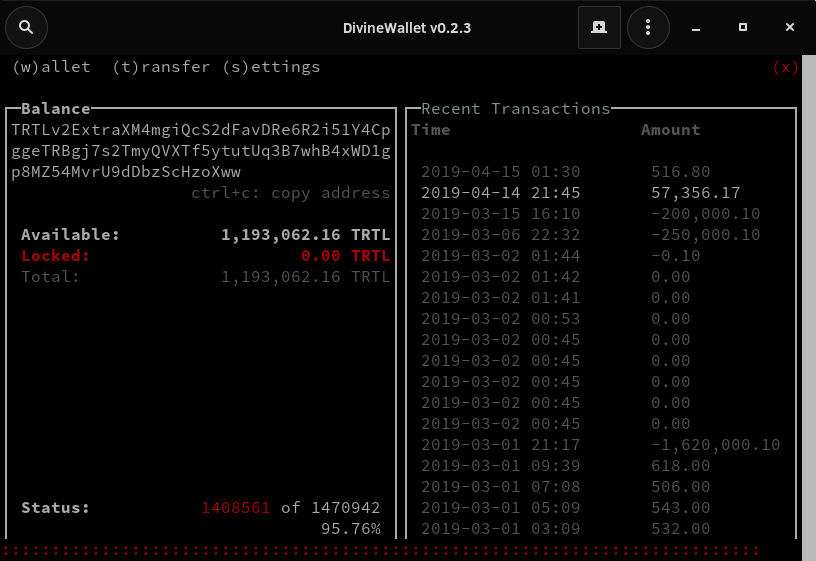 DivineWallet v0.2.3
(w)allet (t)ransfer (s)ettings (x)
Balance
TRTLv2ExtraXM4mgiQcS2dFavDRe6R2i51Y4Cp
ggeTRBgj7s2TmyQVXTf5ytutUq3B7whB4xWD1g
p8MZ54MvrU9dDbzScHzoXww
ctrl+c: copy address
Available: 1,193,062.16 TRTL
Locked: 0.00 TRTL
Total: 1,193,062.16 TRTL
Status: 1408561 of 1470942
95.76%
Recent Transactions
Time Amount
2019-04-15 01:30 516.80
2019-04-14 21:45 57,356.17
2019-03-15 16:10 -200,000.10
2019-03-06 22:32 -250,000.10
2019-03-02 01:44 -0.10
2019-03-02 01:42 0.00
2019-03-02 01:41 0.00
2019-03-02 00:53 0.00
2019-03-02 00:45 0.00
2019-03-02 00:45 0.00
2019-03-02 00:45 0.00
2019-03-02 00:45 0.00
2019-03-02 00:45 0.00
2019-03-01 21:17 -1,620,000.10
2019-03-01 09:39 618.00
2019-03-01 07:08 506.00
2019-03-01 05:09 543.00
2019-03-01 03:09 532.00